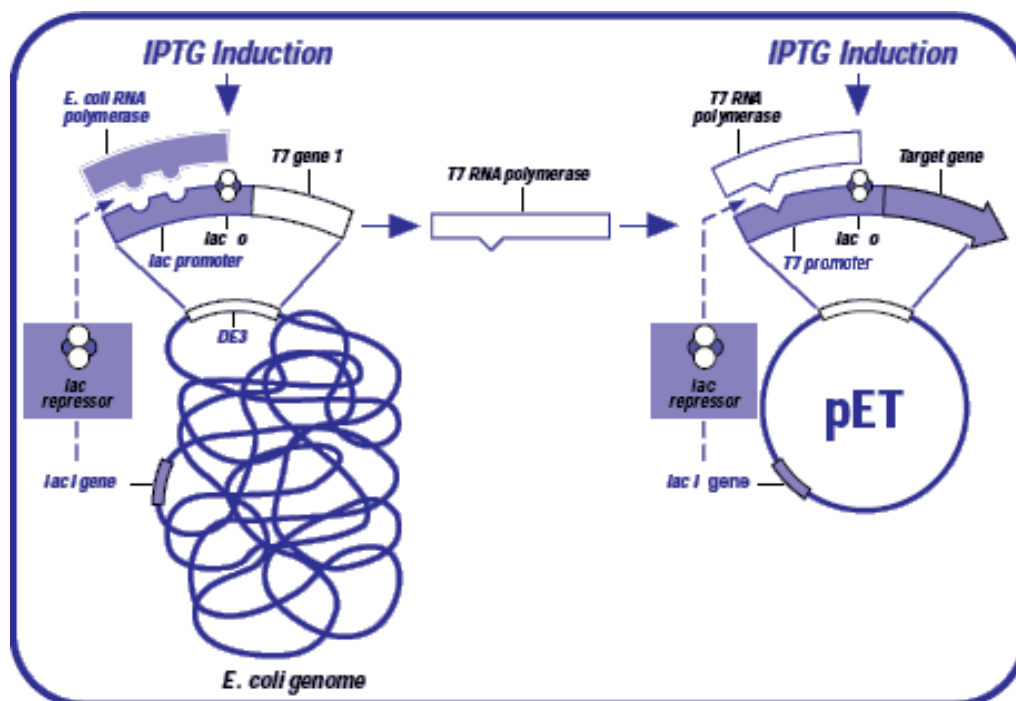 IPTG Induction
E. coli RNA
polymerase
T7 gene 1
lac o
lac promoter
DE3
lac
repressor
lac I gene
E. coli genome
T7 RNA polymerase
IPTG Induction
T7 RNA
polymerase
Target gene
lac o
T7 promoter
lac
repressor
pET
lac I gene